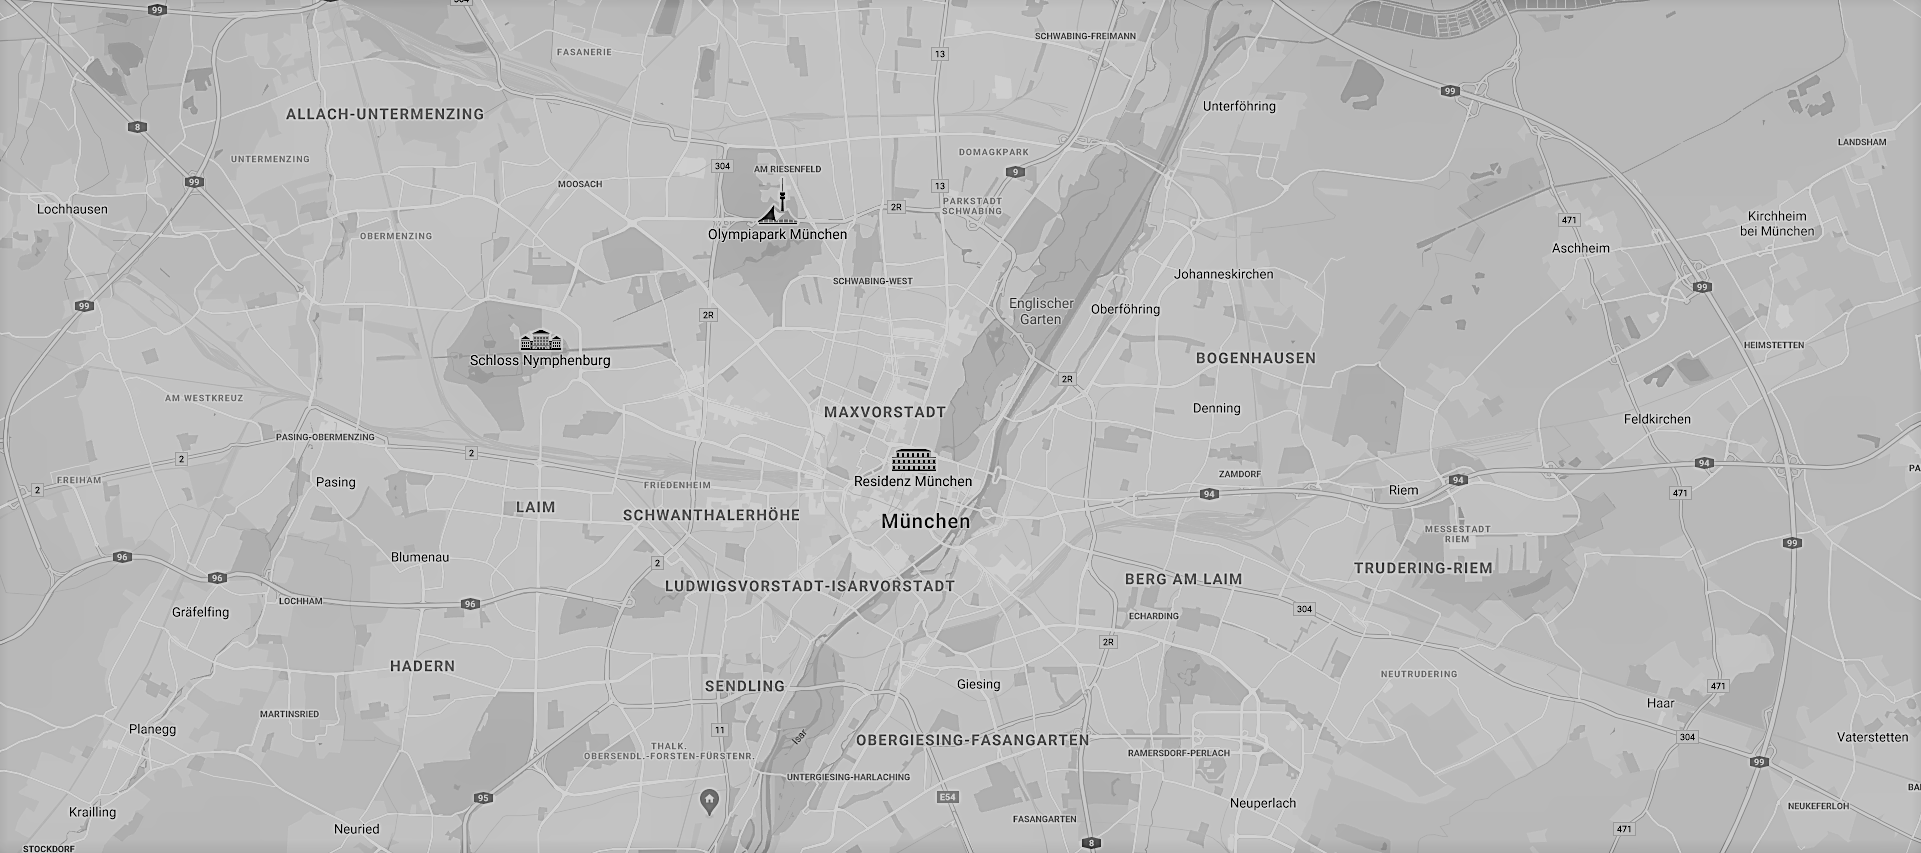 99
304
SCHWABING-FREIMANN
FASANERIE
13
99
Unterföhring
ALLACH-UNTERMENZING
8
LANDSHAM
DOMAGKPARK
UNTERMENZING
304
AM RIESENFELD
9
99
MOOSACH
13
PARKSTADT
SCHWABING
2R
Lochhausen
471
Kirchheim
bei München
Olympiapark München
OBERMENZING
Aschheim
Johanneskirchen
SCHWABING-WEST
99
99
Englischer
Garten
Oberföhring
2R
HEIMSTETTEN
Schloss Nymphenburg
BOGENHAUSEN
2R
AM WESTKREUZ
MAXVORSTADT
Denning
Feldkirchen
PASING-OBERMENZING
2
2
94
PA
Residenz München
ZAMDORF
94
FREIHAM
Pasing
FRIEDENHEIM
2
94
Riem
471
LAIM
SCHWANTHALERHÖHE
München
MESSESTADT
RIEM
99
96
Blumenau
2
TRUDERING-RIEM
96
LUDWIGSVORSTADT-ISARVORSTADT
BERG AM LAIM
LOCHHAM
96
304
Gräfelfing
ECHARDING
2R
HADERN
NEUTRUDERING
SENDLING
Giesing
471
Haar
MARTINSRIED
Planegg
11
Isar
OBERGIESING-FASANGARTEN
304
Vaterstetten
THALK.
OBERSENDL.-FORSTEN-FÜRSTENR.
RAMERSDORF-PERLACH
99
UNTERGIESING-HARLACHING
95
E54
BA
Krailling
Neuperlach
NEUKEFERLOH
Neuried
FASANGARTEN
471
8
STOCKDORF